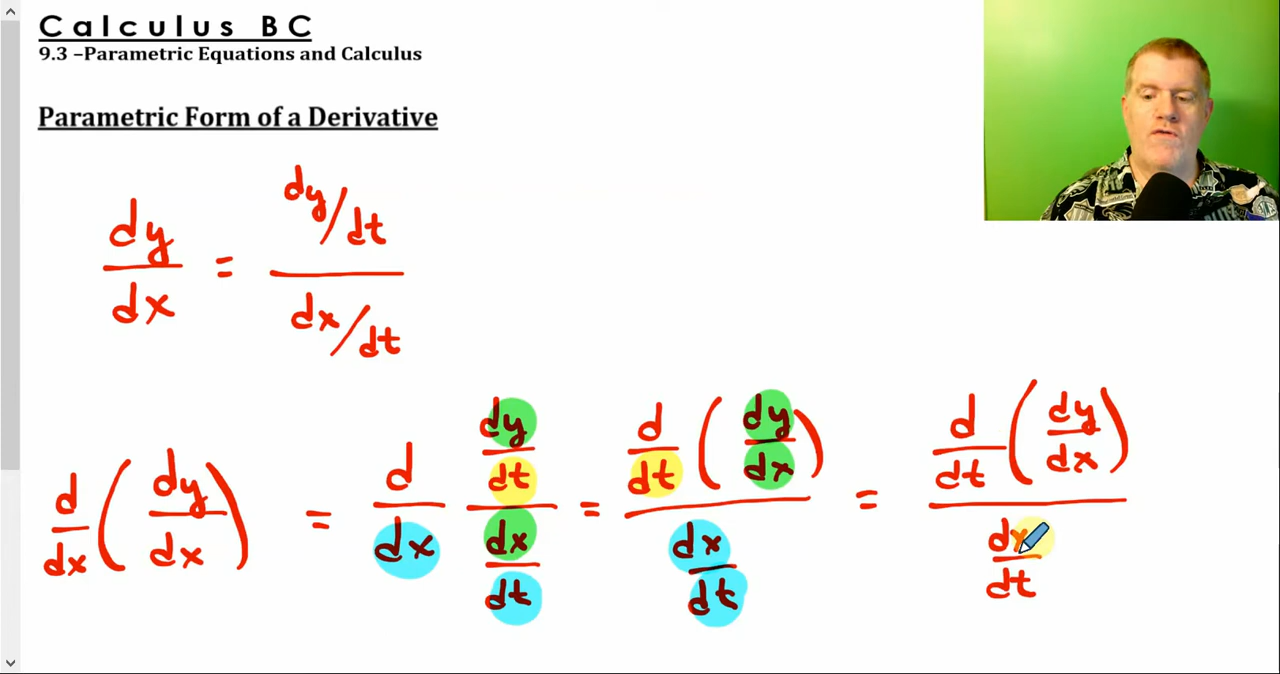 Calculus BC
9.3 –Parametric Equations and Calculus
Parametric Form of a Derivative
dy/dx = (dy/dt)/(dx/dt)
d/dx (dy/dx) = d/dx (dy/dt)/(dx/dt) = (d/dt (dy/dx))/(dx/dt) = (d/dt (dy/dx))/(dx/dt)